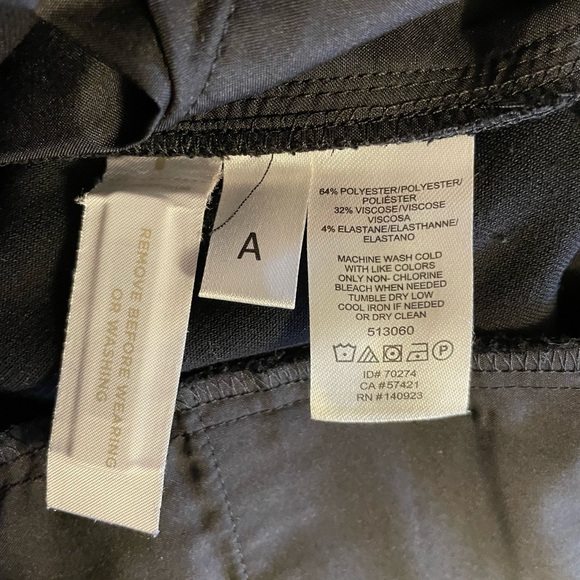 REMOVE BEFORE WEARING
OR WASHING
A
64% POLYESTER/POLYESTER/
POLIÉSTER
32% VISCOSE/VISCOSE
VISCOSA
4% ELASTANE/ELASTHANNE/
ELASTANO
MACHINE WASH COLD
WITH LIKE COLORS
ONLY NON- CHLORINE
BLEACH WHEN NEEDED
TUMBLE DRY LOW
COOL IRON IF NEEDED
OR DRY CLEAN
513060
P
ID# 70274
CA #57421
RN #140923